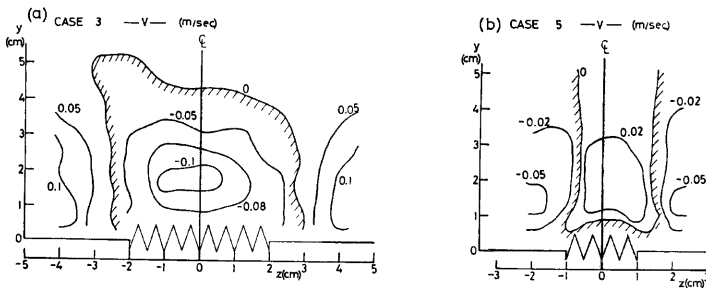 (a) CASE 3 —V— (m/sec)
y
(cm)
℄
5
4
3
2
1
0
0.05
0.1
-0.05
-0.1
-0.08
0
0.05
0.1
-5 -4 -3 -2 -1 0 1 2 3 4 5
z(cm)
(b) CASE 5 —V— (m/sec)
y
(cm)
℄
5
4
3
2
1
0
0
-0.02
-0.05
0.02
-0.02
-0.05
-3 -2 -1 0 1 2 3
z(cm)